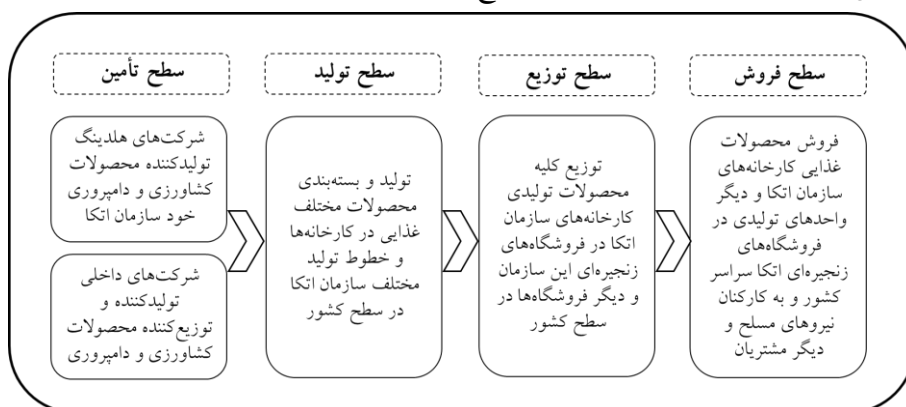 سطح تأمین
سطح تولید
سطح توزیع
سطح فروش
شرکت‌های هلدینگ
تولیدکننده محصولات
کشاورزی و دامپروری
خود سازمان اتکا
شرکت‌های داخلی
تولیدکننده و
توزیع‌کننده محصولات
کشاورزی و دامپروری
تولید و بسته‌بندی
محصولات مختلف
غذایی در کارخانه‌ها
و خطوط تولید
مختلف سازمان اتکا
در سطح کشور
توزیع کلیه
محصولات تولیدی
کارخانه‌های سازمان
اتکا در فروشگاه‌های
زنجیره‌ای این سازمان
و دیگر فروشگاه‌ها در
سطح کشور
فروش محصولات
غذایی کارخانه‌های
سازمان اتکا و دیگر
واحدهای تولیدی در
فروشگاه‌های
زنجیره‌ای اتکا سراسر
کشور و به کارکنان
نیروهای مسلح و
دیگر مشتریان